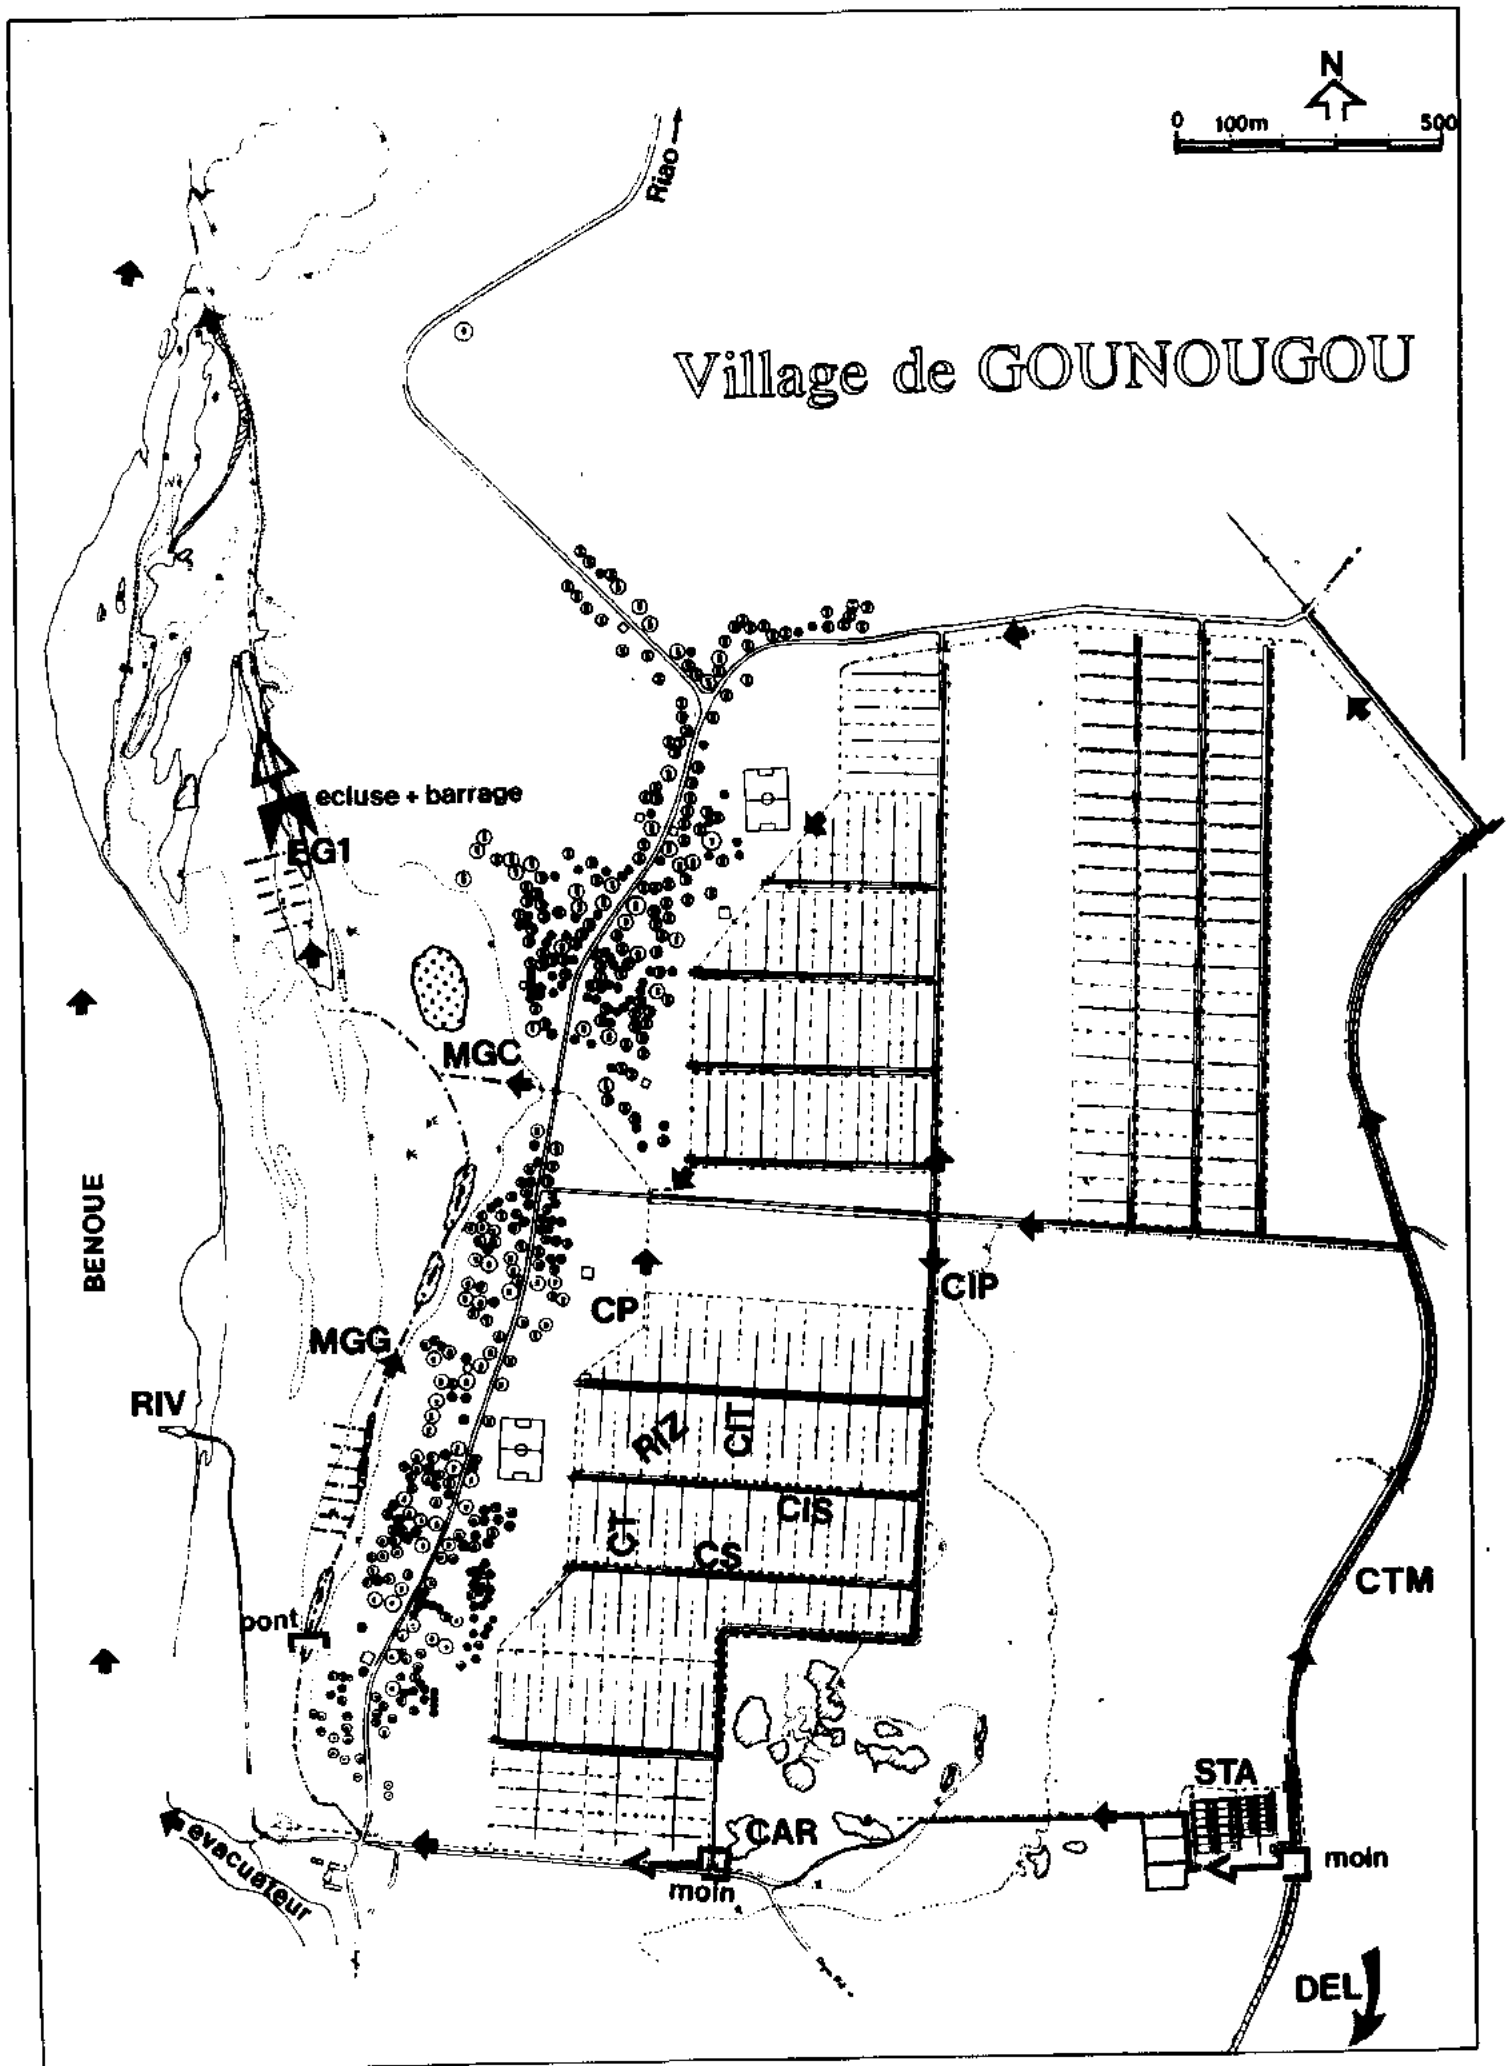 N
0 100m 500
Riao
Village de GOUNOUGOU
ecluse + barrage
EG1
MGC
BENOUE
CIP
CP
MGG
RIV
RIZ
CIT
CIS
CT
CS
CTM
pont
STA
CAR
evacuateur
moin
moin
DEL